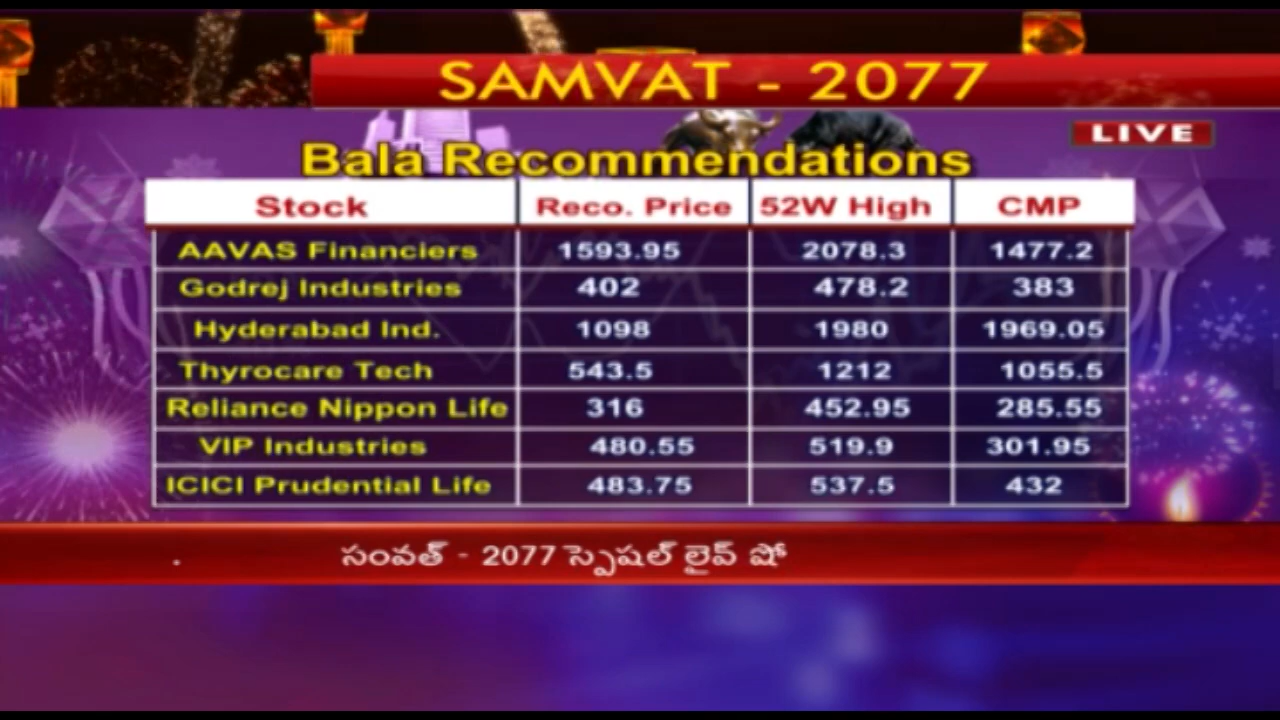 SAMVAT - 2077
LIVE
Bala Recommendations
Stock Reco. Price 52W High CMP
AAVAS Financiers 1593.95 2078.3 1477.2
Godrej Industries 402 478.2 383
Hyderabad Ind. 1098 1980 1969.05
Thyrocare Tech 543.5 1212 1055.5
Reliance Nippon Life 316 452.95 285.55
VIP Industries 480.55 519.9 301.95
ICICI Prudential Life 483.75 537.5 432
. సంవత్ - 2077 స్పెషల్ లైవ్ షో